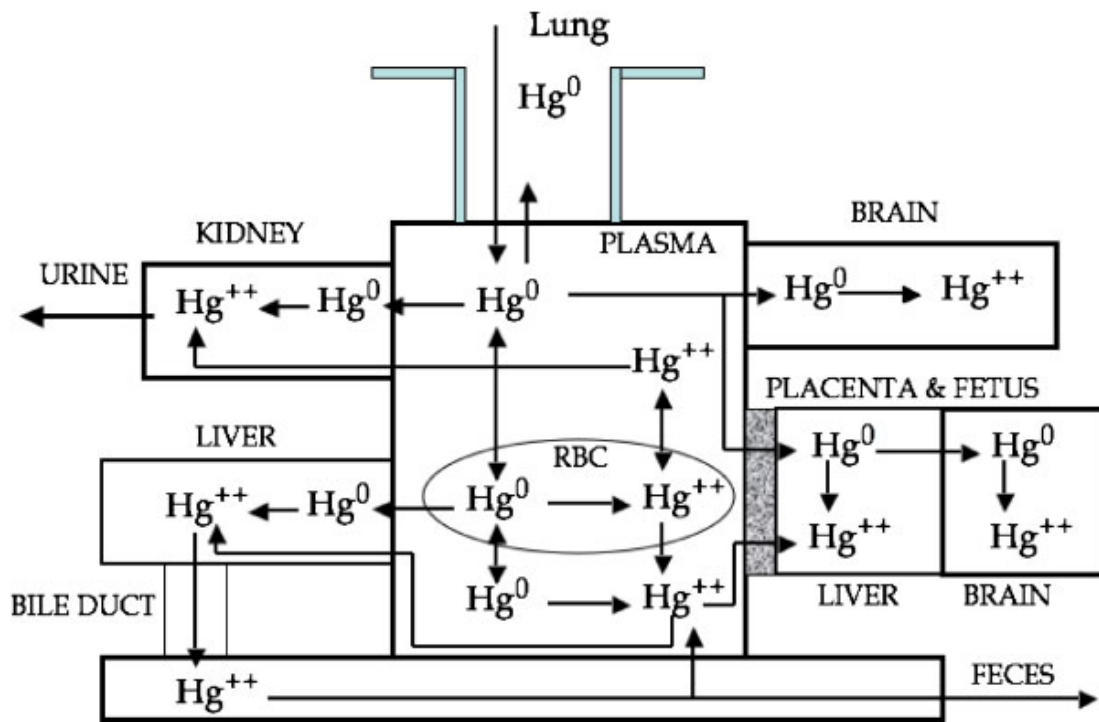 Lung
Hg⁰
BRAIN
KIDNEY
PLASMA
URINE
Hg⁺⁺ Hg⁰ Hg⁰ Hg⁰ Hg⁺⁺
Hg⁺⁺
PLACENTA & FETUS
LIVER
RBC
Hg⁰ Hg⁰
Hg⁺⁺ Hg⁰ Hg⁰ Hg⁺⁺
Hg⁺⁺ Hg⁺⁺
Hg⁰ Hg⁺⁺
BILE DUCT
LIVER BRAIN
FECES
Hg⁺⁺